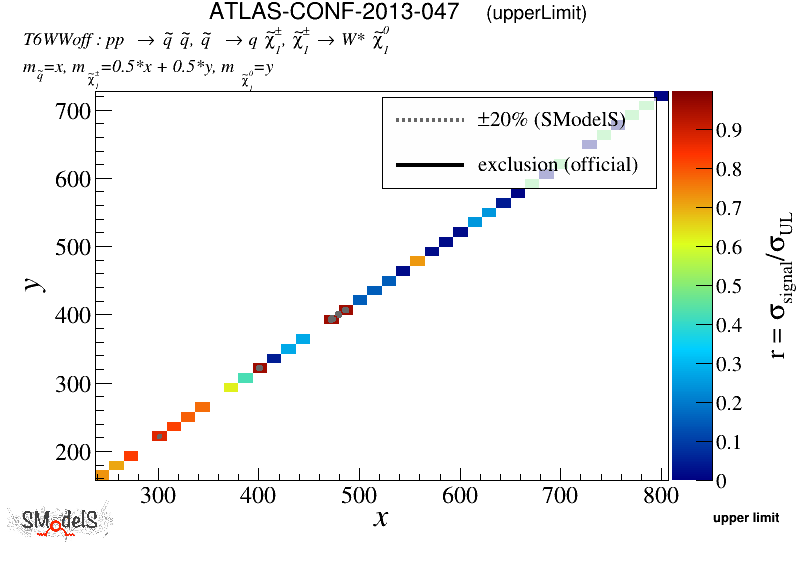 ATLAS-CONF-2013-047 (upperLimit)
T6WWoff : pp → q̃ q̃, q̃ → q χ̃₁±, χ̃₁± → W* χ̃₁⁰
m_q̃=x, m_χ̃₁±=0.5*x + 0.5*y, m_χ̃₁⁰=y
±20% (SModelS)
exclusion (official)
700
600
500
400
300
200
y
300 400 500 600 700 800
x
0.9
0.8
0.7
0.6
0.5
0.4
0.3
0.2
0.1
0
r = σ_signal/σ_UL
SModelS
upper limit